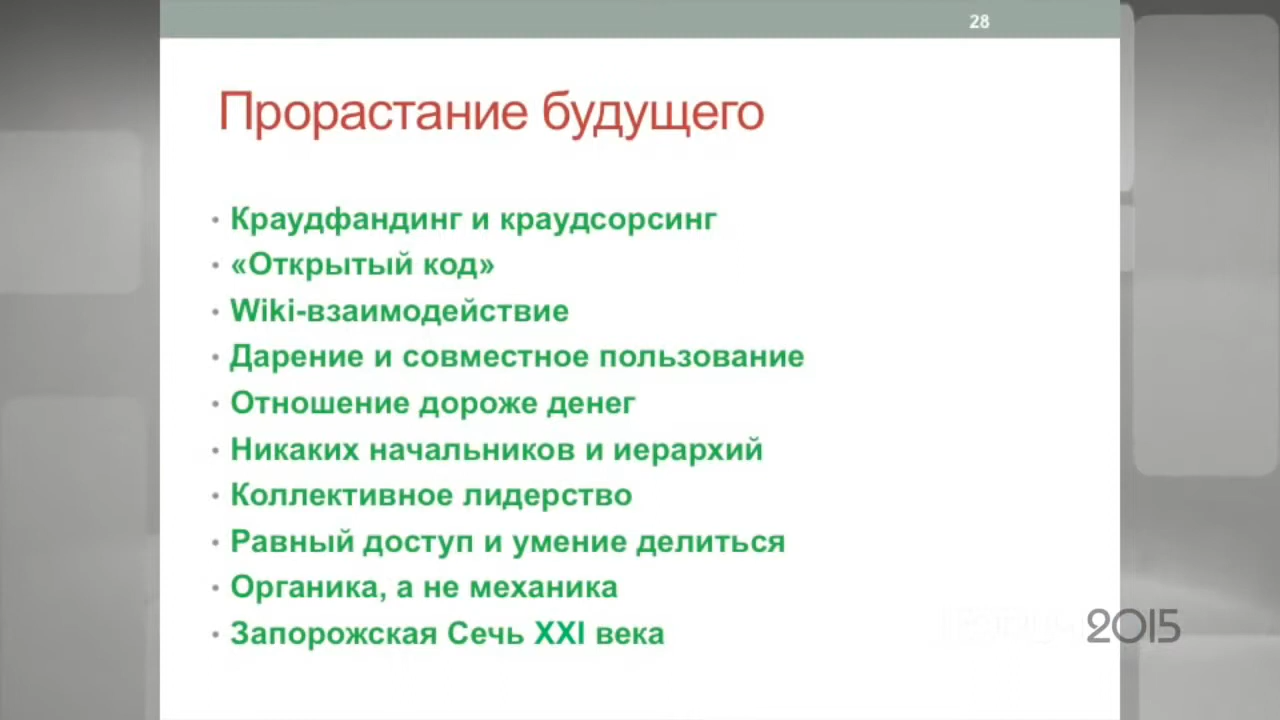 28
Прорастание будущего
• Краудфандинг и краудсорсинг
• «Открытый код»
• Wiki-взаимодействие
• Дарение и совместное пользование
• Отношение дороже денег
• Никаких начальников и иерархий
• Коллективное лидерство
• Равный доступ и умение делиться
• Органика, а не механика
• Запорожская Сечь XXI века
2015